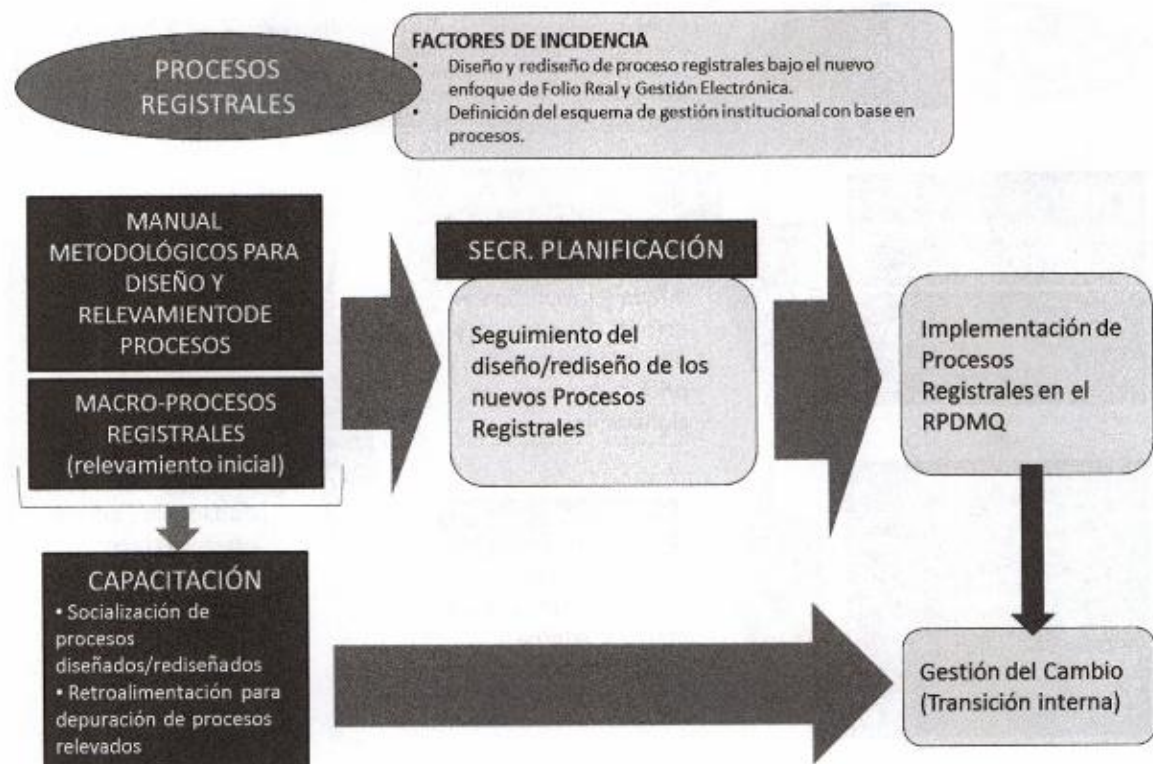 PROCESOS
REGISTRALES
FACTORES DE INCIDENCIA
• Diseño y rediseño de proceso registrales bajo el nuevo
enfoque de Folio Real y Gestión Electrónica.
• Definición del esquema de gestión institucional con base en
procesos.
MANUAL
METODOLÓGICOS PARA
DISEÑO Y
RELEVAMIENTODE
PROCESOS
MACRO-PROCESOS
REGISTRALES
(relevamiento inicial)
SECR. PLANIFICACIÓN
Seguimiento del
diseño/rediseño de los
nuevos Procesos
Registrales
Implementación de
Procesos
Registrales en el
RPDMQ
CAPACITACIÓN
• Socialización de
procesos
diseñados/rediseñados
• Retroalimentación para
depuración de procesos
relevados
Gestión del Cambio
(Transición interna)